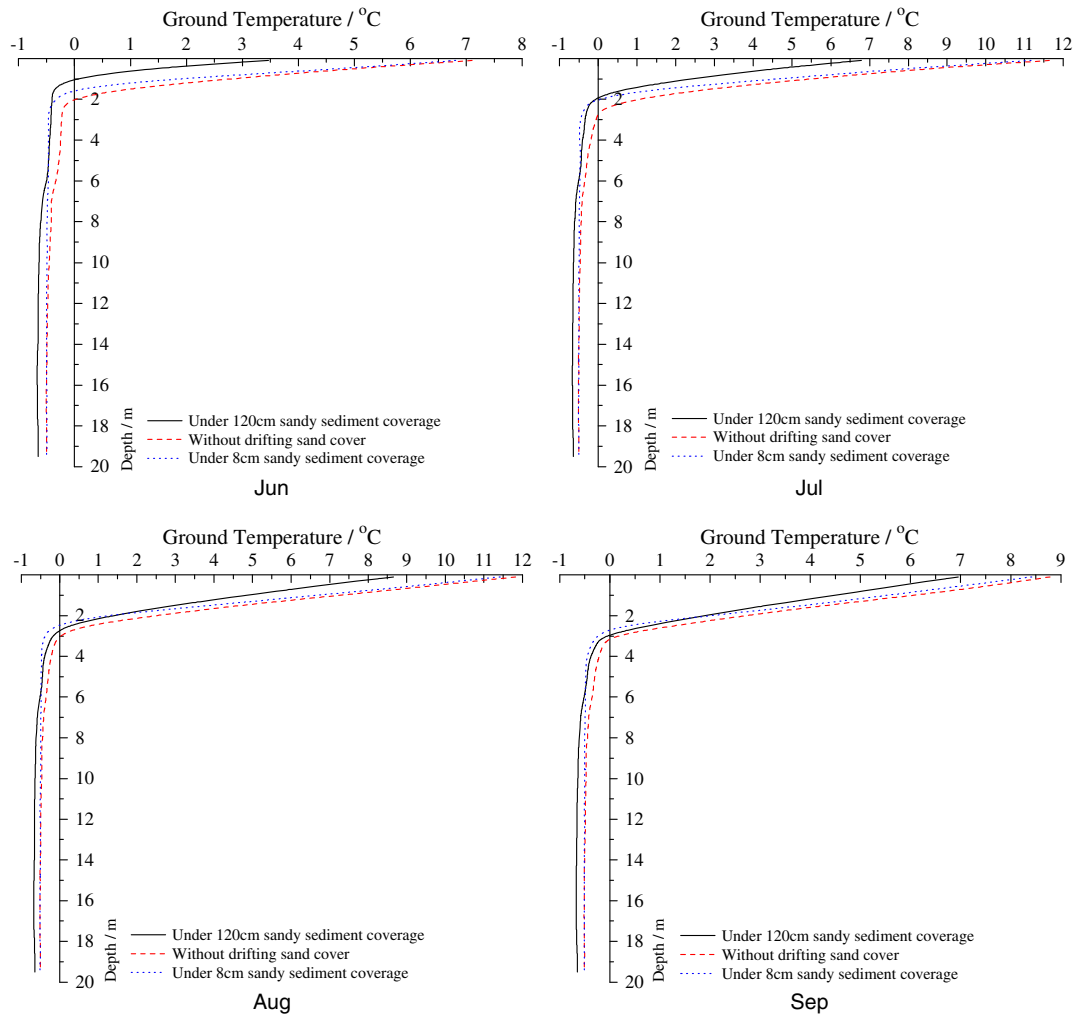 Ground Temperature / °C
-1 0 1 2 3 4 5 6 7 8
2
4
6
8
10
12
14
16
18
20
Depth / m
Under 120cm sandy sediment coverage
Without drifting sand cover
Under 8cm sandy sediment coverage
Jun
Ground Temperature / °C
-1 0 1 2 3 4 5 6 7 8 9 10 11 12
2
4
6
8
10
12
14
16
18
20
Depth / m
Under 120cm sandy sediment coverage
Without drifting sand cover
Under 8cm sandy sediment coverage
Jul
Ground Temperature / °C
-1 0 1 2 3 4 5 6 7 8 9 10 11 12
2
4
6
8
10
12
14
16
18
20
Depth / m
Under 120cm sandy sediment coverage
Without drifting sand cover
Under 8cm sandy sediment coverage
Aug
Ground Temperature / °C
-1 0 1 2 3 4 5 6 7 8 9
2
4
6
8
10
12
14
16
18
20
Depth / m
Under 120cm sandy sediment coverage
Without drifting sand cover
Under 8cm sandy sediment coverage
Sep